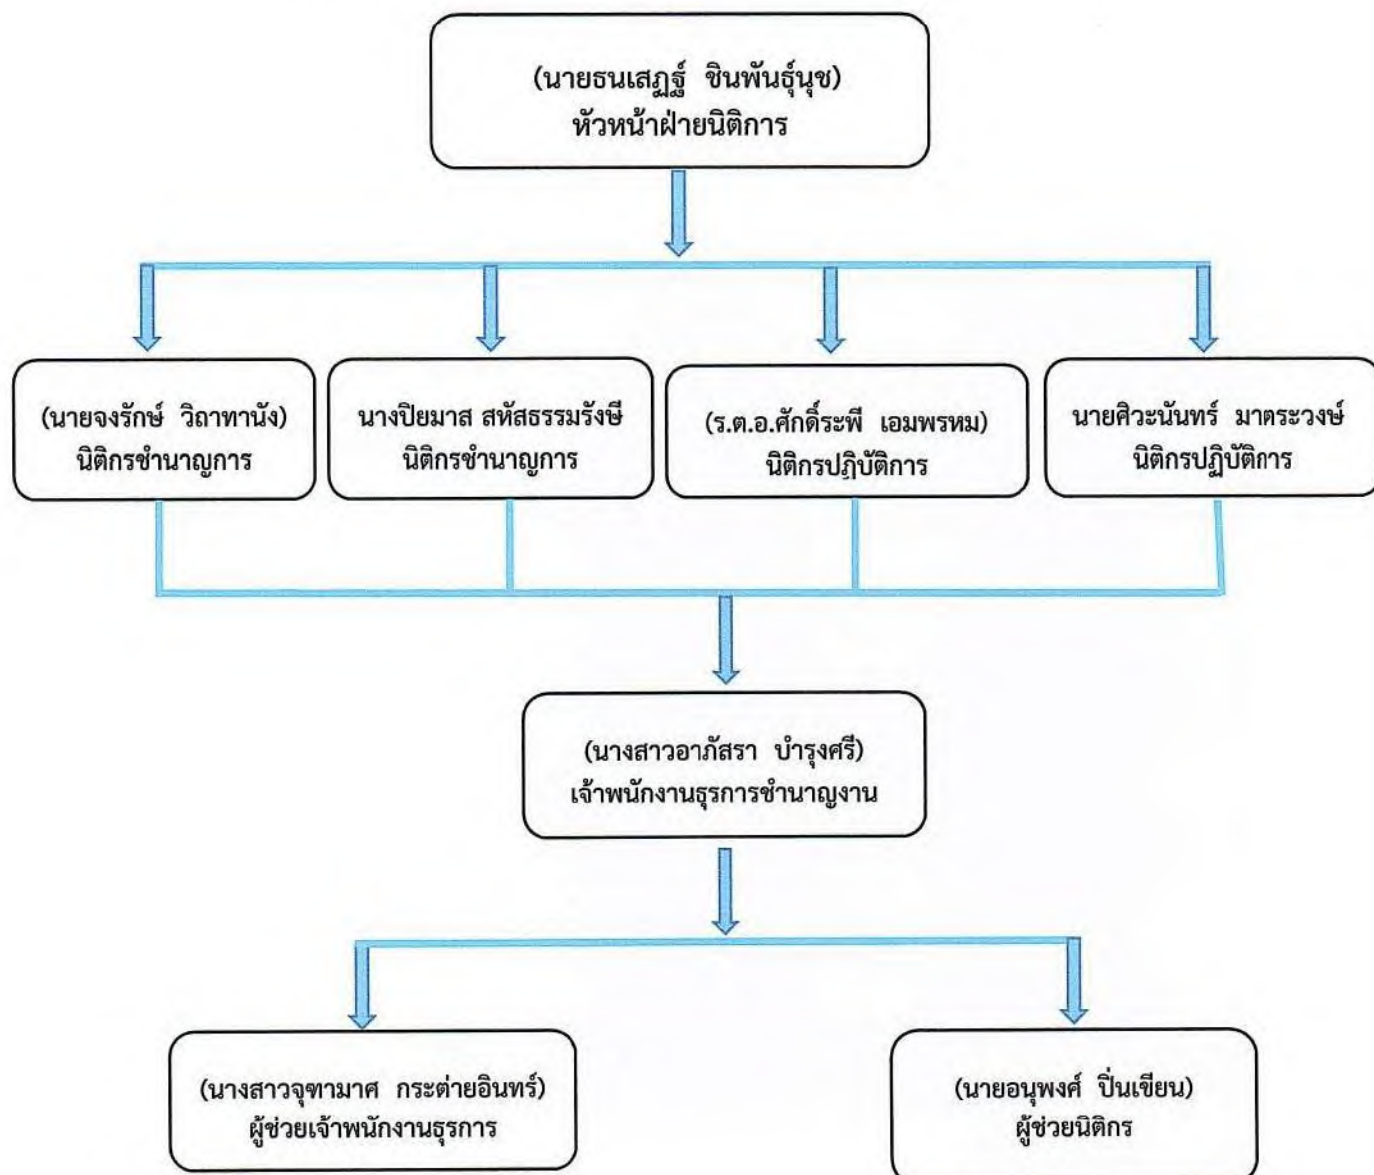 (นายธนเสฏฐ์ ชินพันธุ์นุช)
หัวหน้าฝ่ายนิติการ
(นายจงรักษ์ วิถาทานัง)
นิติกรชำนาญการ
นางปิยมาส สหัสธรรมรังษี
นิติกรชำนาญการ
(ร.ต.อ.ศักดิ์ระพี เอมพรหม)
นิติกรปฏิบัติการ
นายศิวะนันทร์ มาตระวงษ์
นิติกรปฏิบัติการ
(นางสาวอาภัสรา บำรุงศรี)
เจ้าพนักงานธุรการชำนาญงาน
(นางสาวจุฑามาศ กระต่ายอินทร์)
ผู้ช่วยเจ้าพนักงานธุรการ
(นายอนุพงศ์ ปิ่นเขียน)
ผู้ช่วยนิติกร